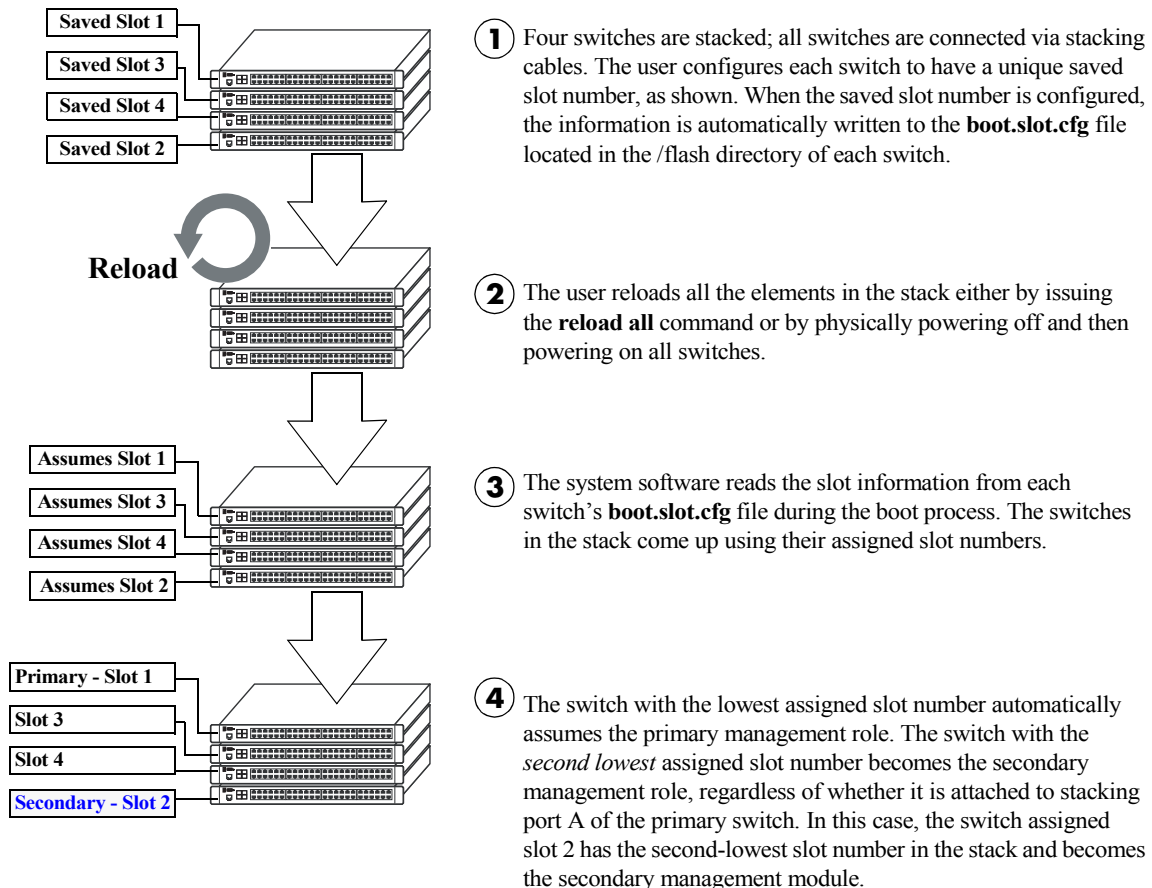 Saved Slot 1
Saved Slot 3
Saved Slot 4
Saved Slot 2
1 Four switches are stacked; all switches are connected via stacking
cables. The user configures each switch to have a unique saved
slot number, as shown. When the saved slot number is configured,
the information is automatically written to the boot.slot.cfg file
located in the /flash directory of each switch.
Reload
2 The user reloads all the elements in the stack either by issuing
the reload all command or by physically powering off and then
powering on all switches.
Assumes Slot 1
Assumes Slot 3
Assumes Slot 4
Assumes Slot 2
3 The system software reads the slot information from each
switch’s boot.slot.cfg file during the boot process. The switches
in the stack come up using their assigned slot numbers.
Primary - Slot 1
Slot 3
Slot 4
Secondary - Slot 2
4 The switch with the lowest assigned slot number automatically
assumes the primary management role. The switch with the
second lowest assigned slot number becomes the secondary
management role, regardless of whether it is attached to stacking
port A of the primary switch. In this case, the switch assigned
slot 2 has the second-lowest slot number in the stack and becomes
the secondary management module.